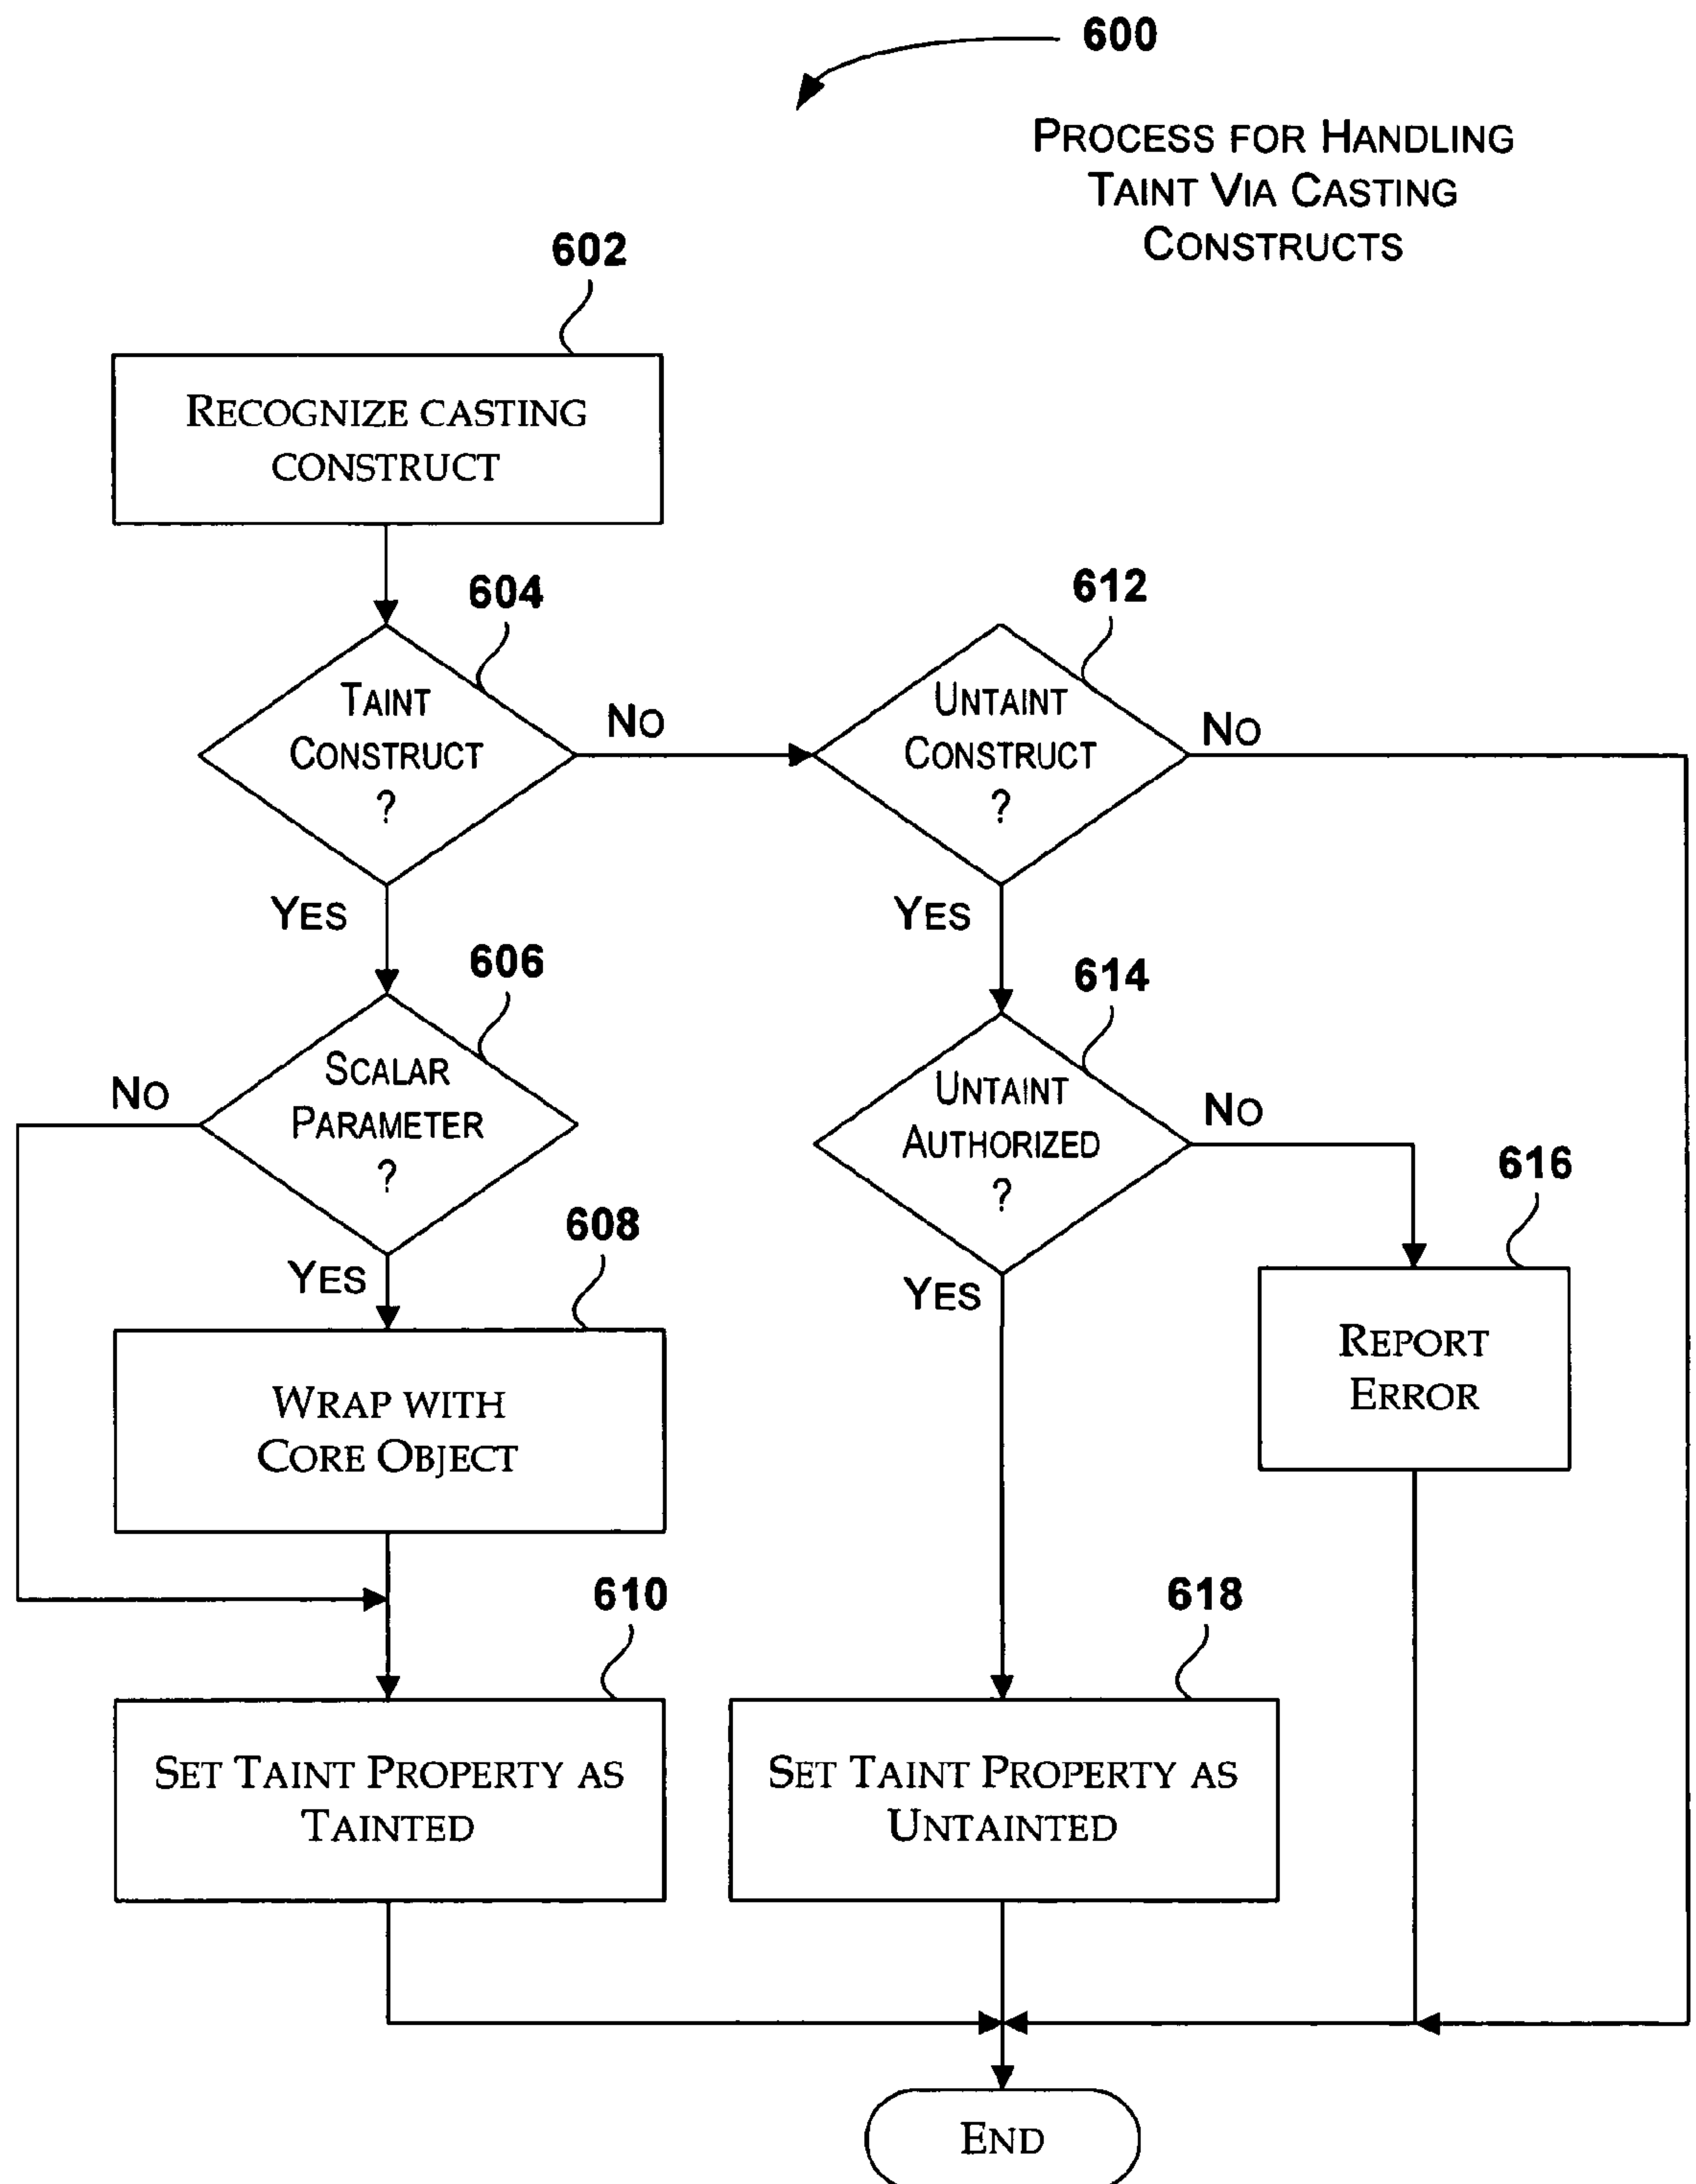 600
PROCESS FOR HANDLING
TAINT VIA CASTING
CONSTRUCTS
602
RECOGNIZE CASTING
CONSTRUCT
604
TAINT
CONSTRUCT
?
NO
612
UNTAINT
CONSTRUCT
?
NO
YES
YES
606
SCALAR
PARAMETER
?
NO
614
UNTAINT
AUTHORIZED
?
NO
616
REPORT
ERROR
YES
YES
608
WRAP WITH
CORE OBJECT
610
SET TAINT PROPERTY AS
TAINTED
618
SET TAINT PROPERTY AS
UNTAINTED
END